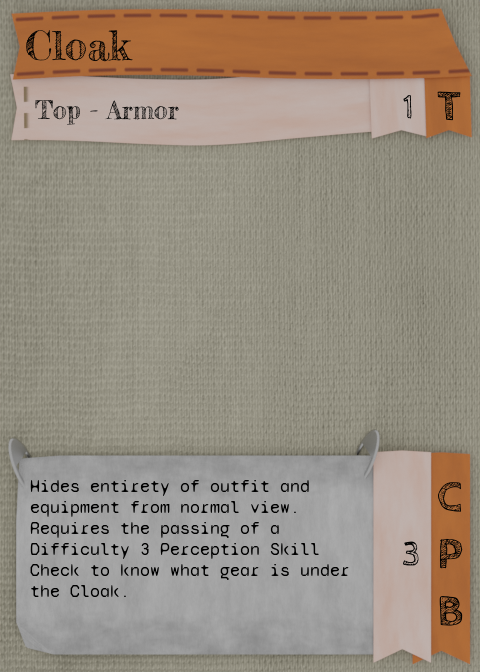 Cloak
Top - Armor 1 T
Hides entirety of outfit and
equipment from normal view.
Requires the passing of a
Difficulty 3 Perception Skill
Check to know what gear is under
the Cloak.
3
C
P
B